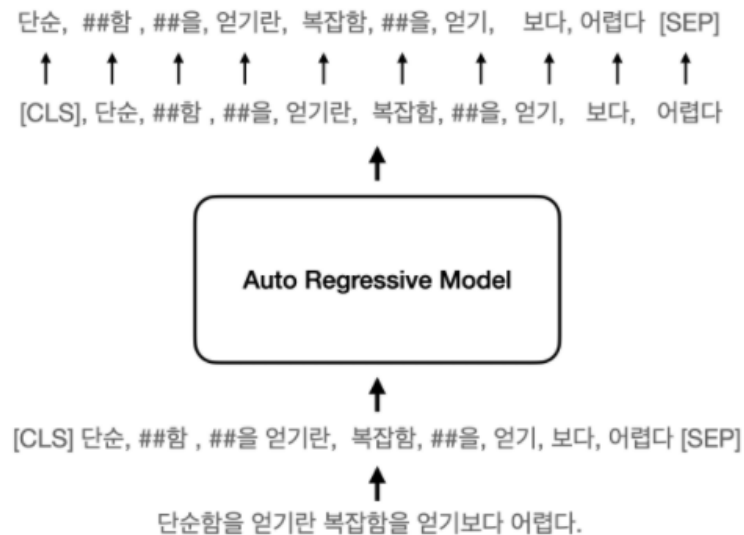 단순, ##함 , ##을, 얻기란, 복잡함, ##을, 얻기, 보다, 어렵다 [SEP]
[CLS], 단순, ##함 , ##을, 얻기란, 복잡함, ##을, 얻기, 보다, 어렵다
Auto Regressive Model
[CLS] 단순, ##함 , ##을 얻기란, 복잡함, ##을, 얻기, 보다, 어렵다 [SEP]
단순함을 얻기란 복잡함을 얻기보다 어렵다.